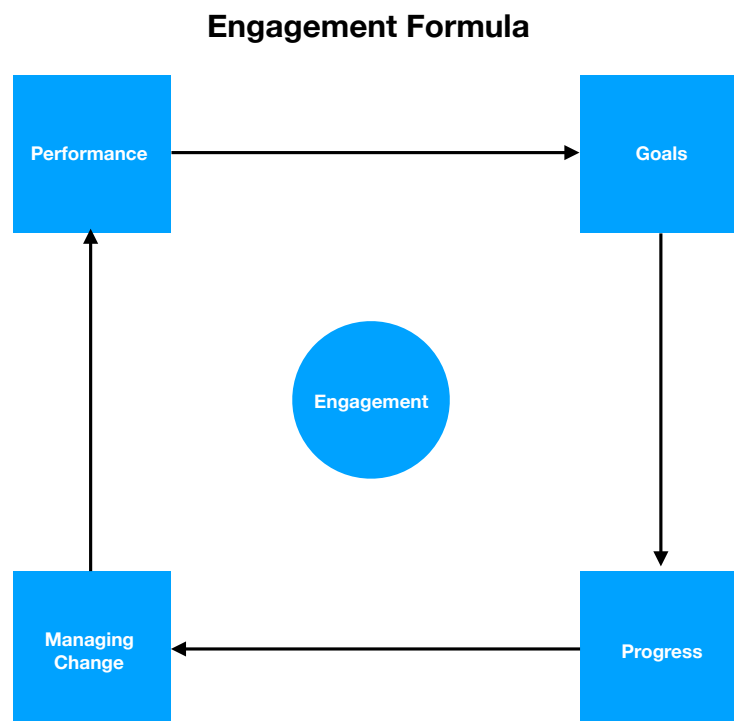 Engagement Formula
Performance
Goals
Engagement
Managing
Change
Progress